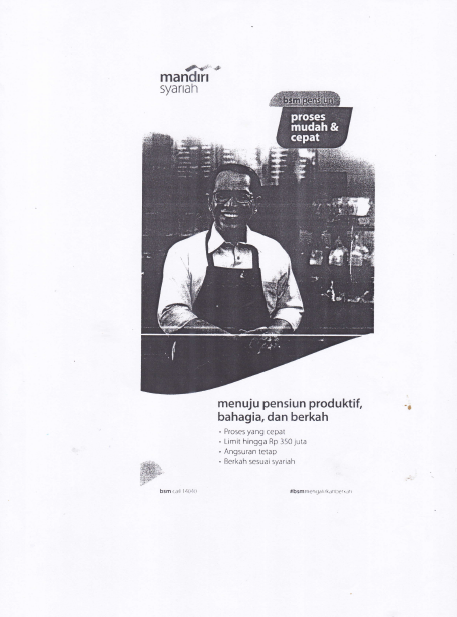 mandiri
syariah
bsm pensiun
proses
mudah &
cepat
menuju pensiun produktif,
bahagia, dan berkah
• Proses yang cepat
• Limit hingga Rp 350 juta
• Angsuran tetap
• Berkah sesuai syariah
bsm call 14040
#bsmmengalirkanberkah